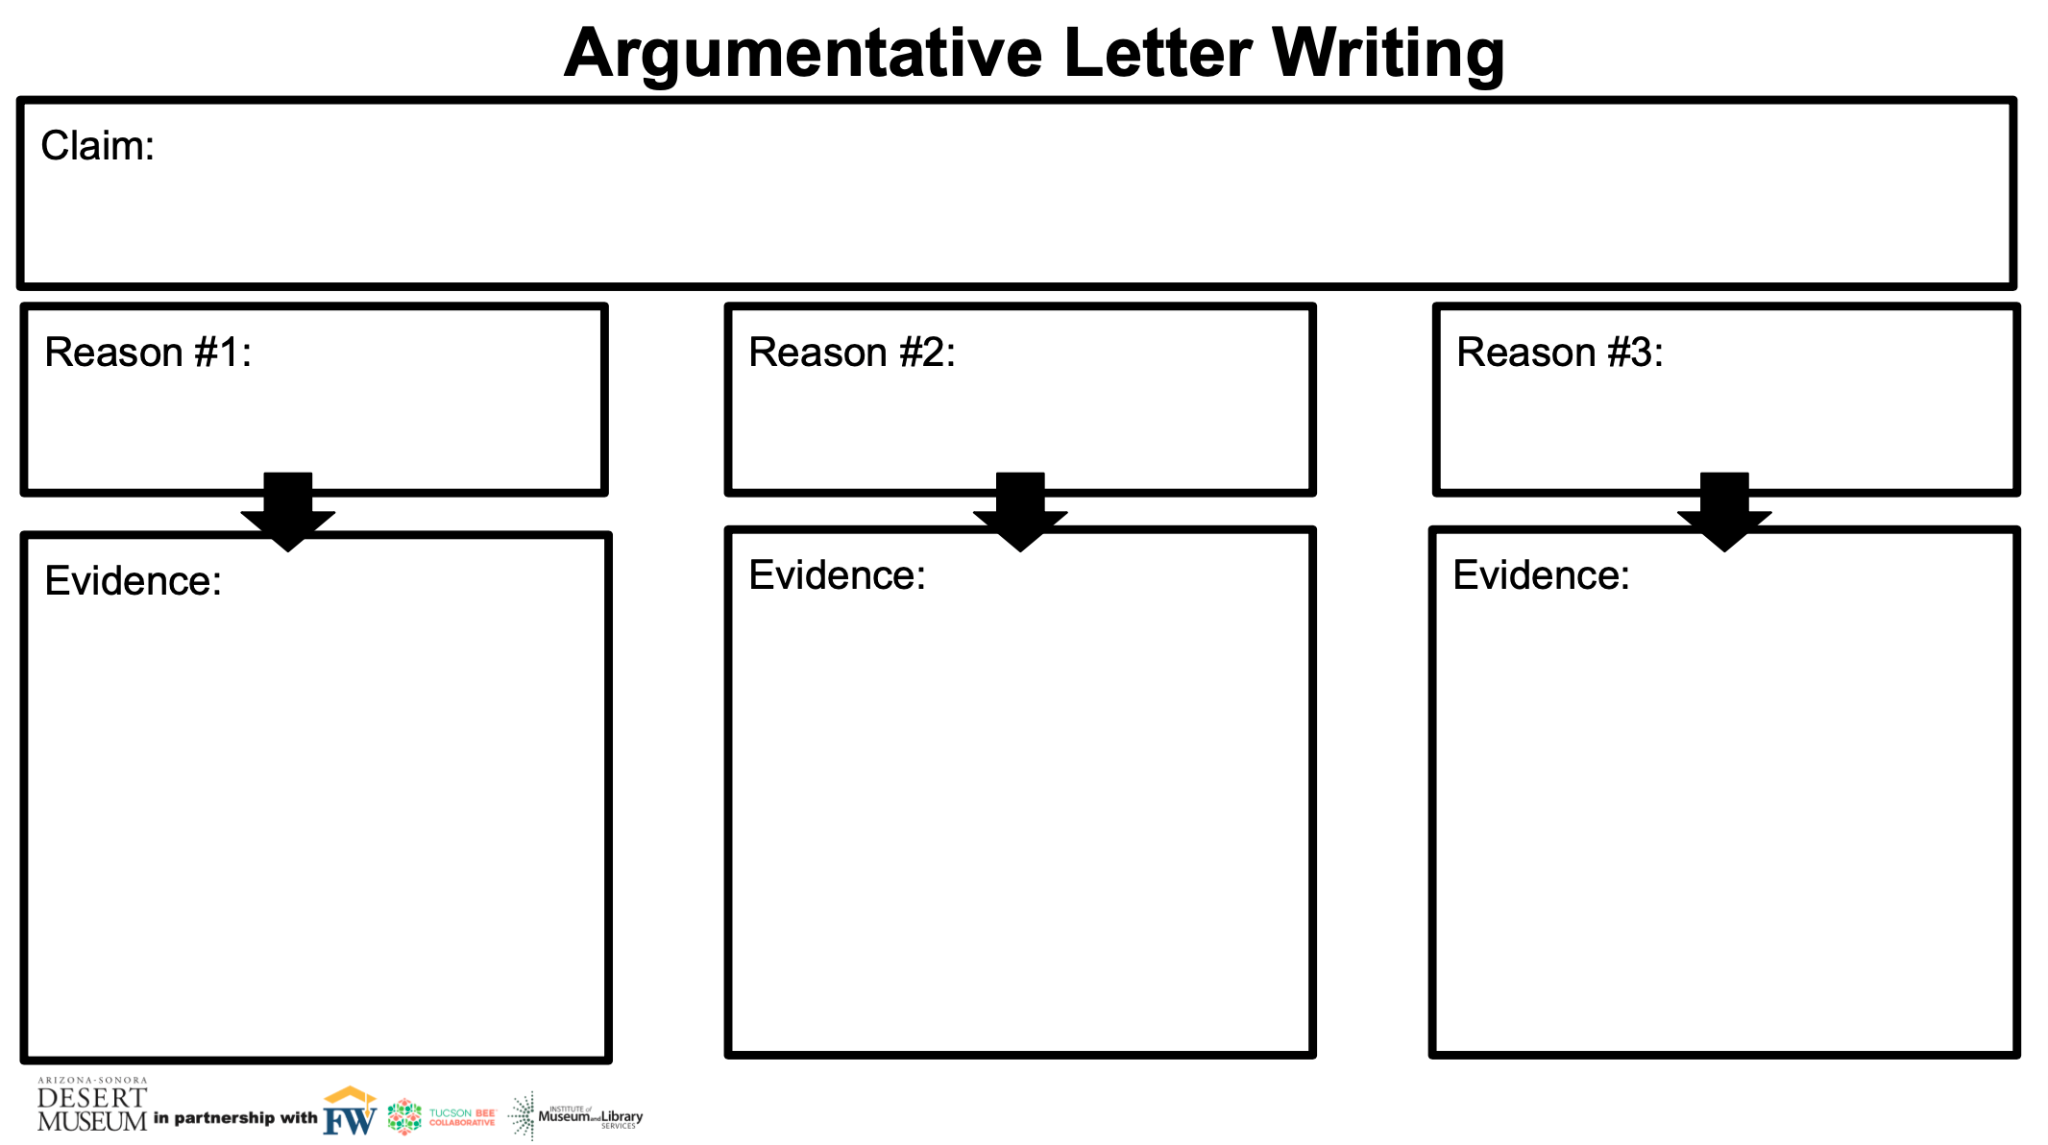 Argumentative Letter Writing
Claim:
Reason #1:
Reason #2:
Reason #3:
Evidence:
Evidence:
Evidence:
ARIZONA-SONORA
DESERT
MUSEUM
in partnership with
FW
TUCSON BEE
COLLABORATIVE
INSTITUTE of
Museum and Library
SERVICES